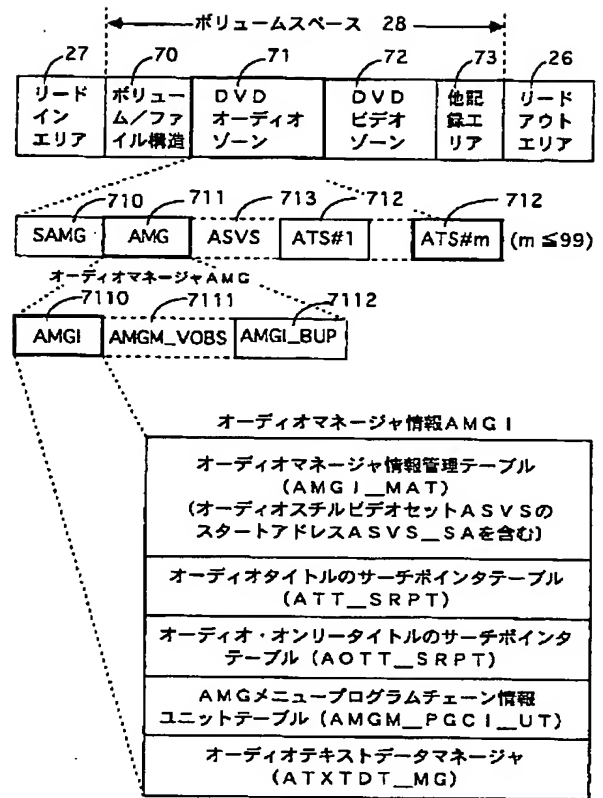 ボリュームスペース 28
27 70 71 72 73 26
リード
イン
エリア
ボリュー
ム/ファ
イル構造
DVD
オーディオ
ゾーン
DVD
ビデオ
ゾーン
他記
録エ
リア
リード
アウト
エリア
710 711 713 712 712
SAMG AMG ASVS ATS#1 ATS#m (m≦99)
オーディオマネージャAMG
7110 7111 7112
AMGI AMGM_VOBS AMGI_BUP
オーディオマネージャ情報AMGI
オーディオマネージャ情報管理テーブル
(AMGI_MAT)
(オーディオスチルビデオセットASVSの
スタートアドレスASVS_SAを含む)
オーディオタイトルのサーチポインタテーブル
(ATT_SRPT)
オーディオ・オンリータイトルのサーチポインタ
テーブル(AOTT_SRPT)
AMGメニュープログラムチェーン情報
ユニットテーブル(AMGM_PGCI_UT)
オーディオテキストデータマネージャ
(ATXTDT_MG)